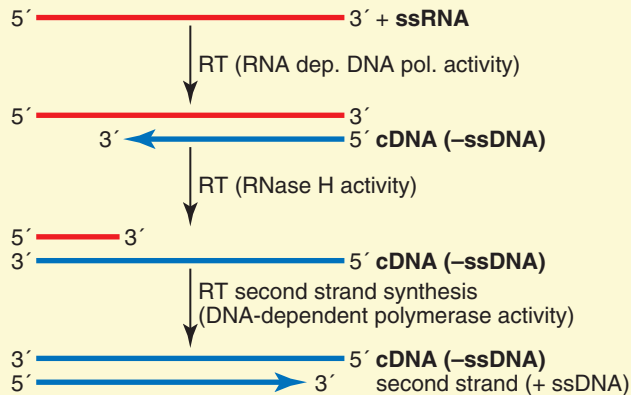 5´ 3´ + ssRNA
RT (RNA dep. DNA pol. activity)
5´ 3´
3´ 5´ cDNA (–ssDNA)
RT (RNase H activity)
5´ 3´
3´ 5´ cDNA (–ssDNA)
RT second strand synthesis
(DNA-dependent polymerase activity)
3´ 5´ cDNA (–ssDNA)
5´ 3´ second strand (+ ssDNA)